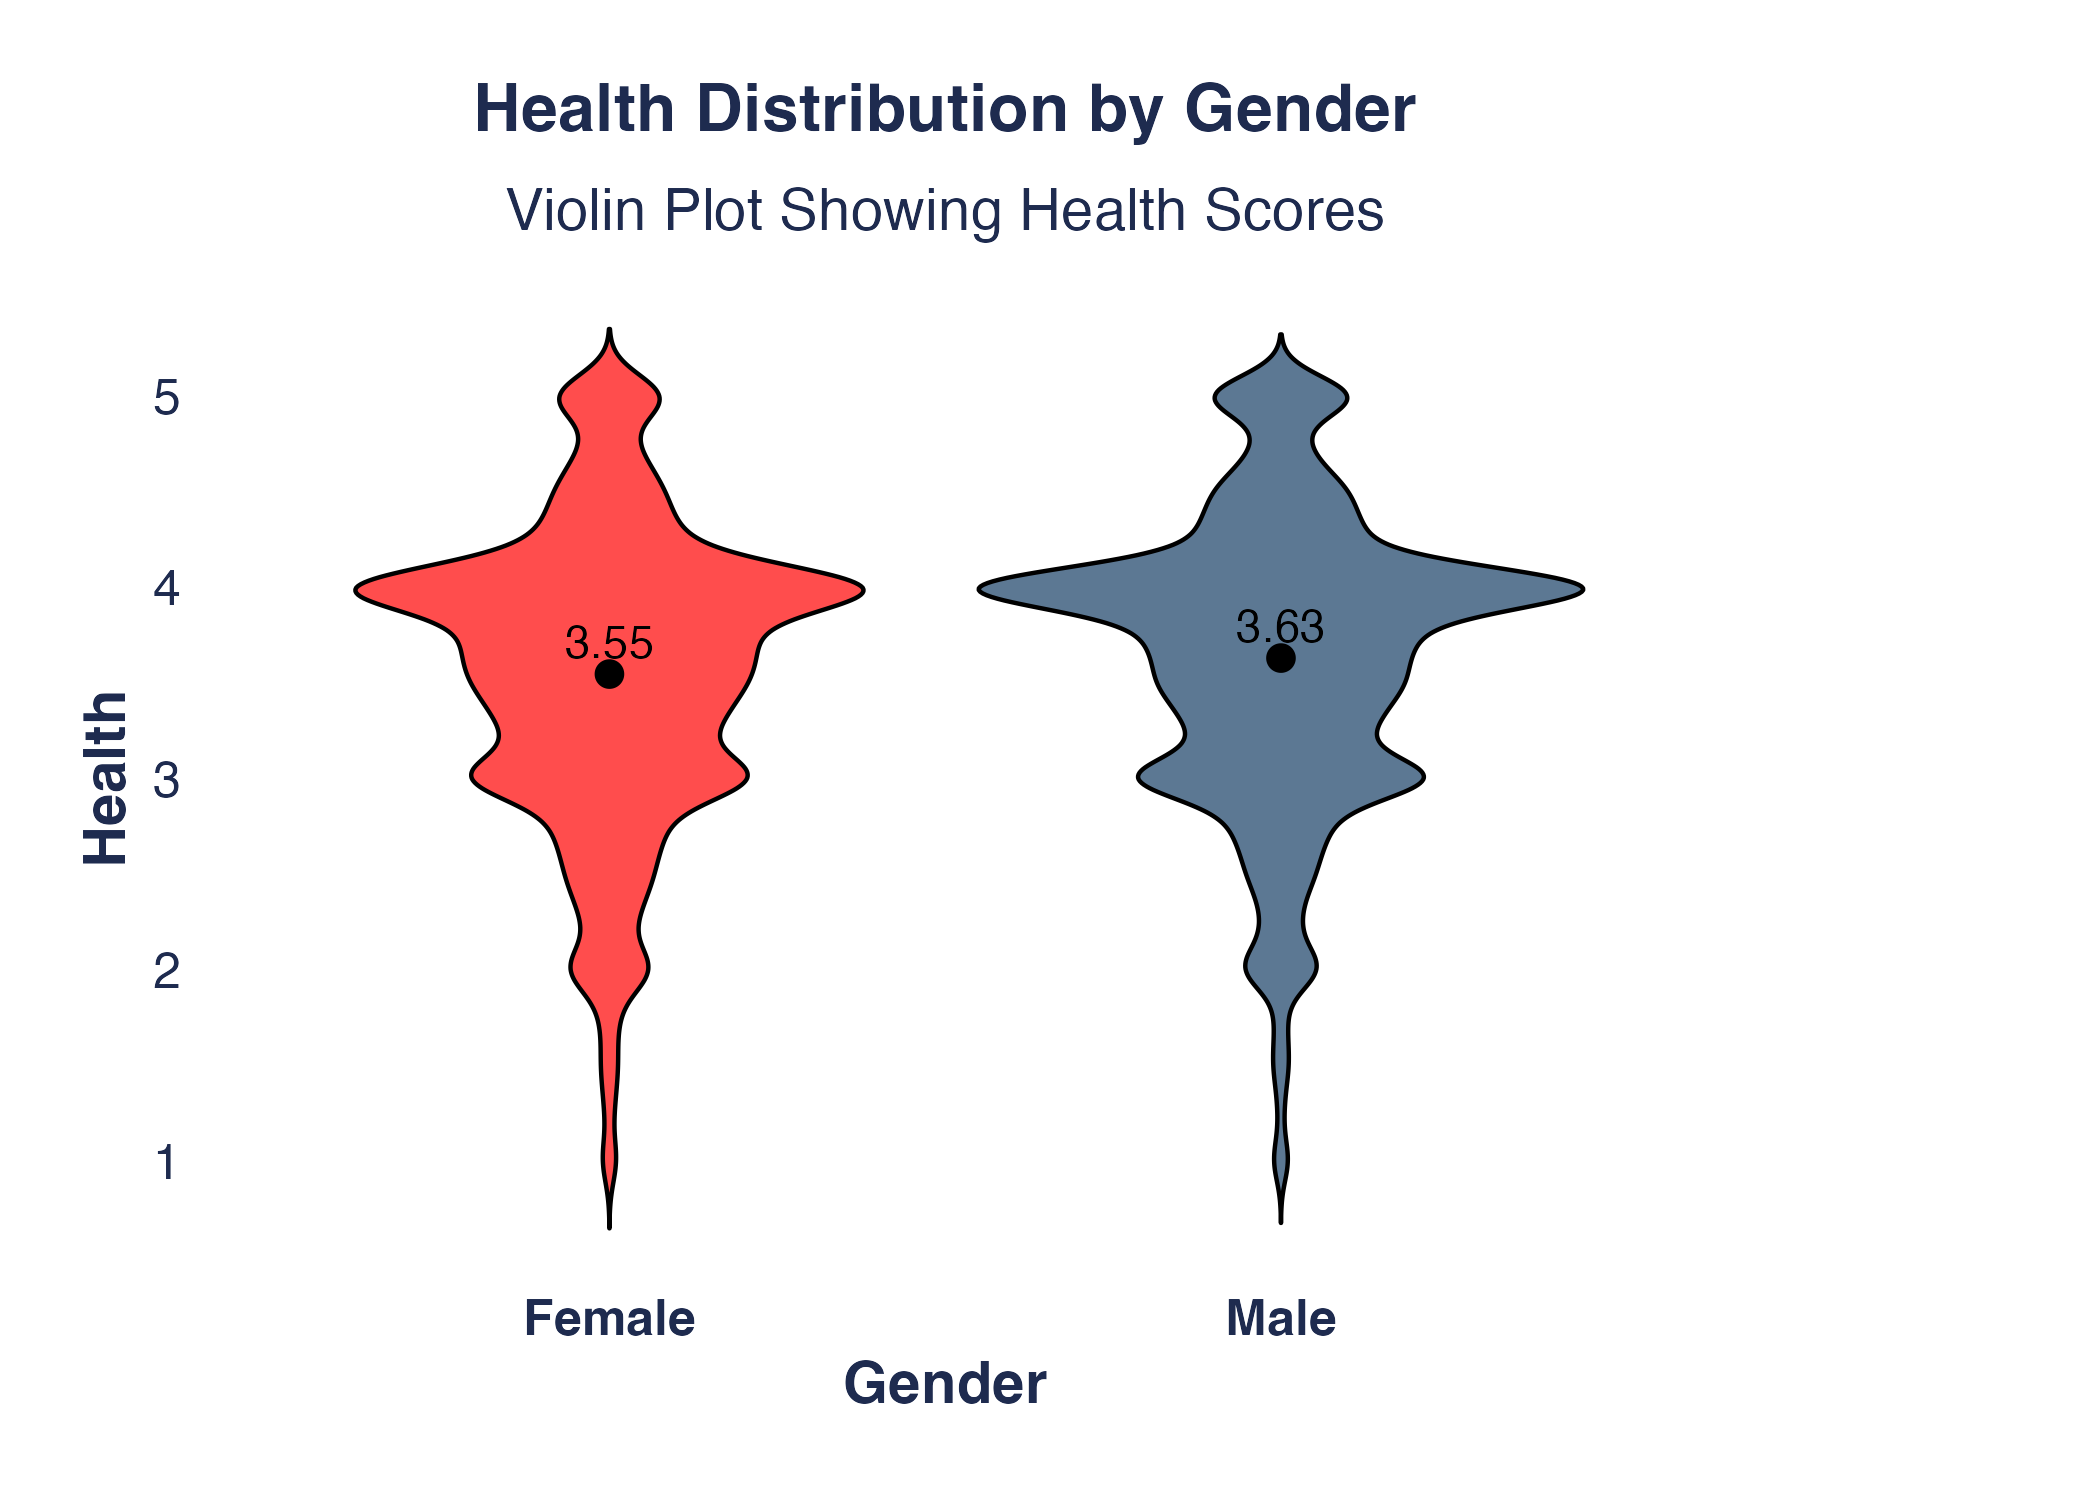 Health Distribution by Gender
Violin Plot Showing Health Scores
Health
5
4
3
2
1
3.55
3.63
Female
Male
Gender